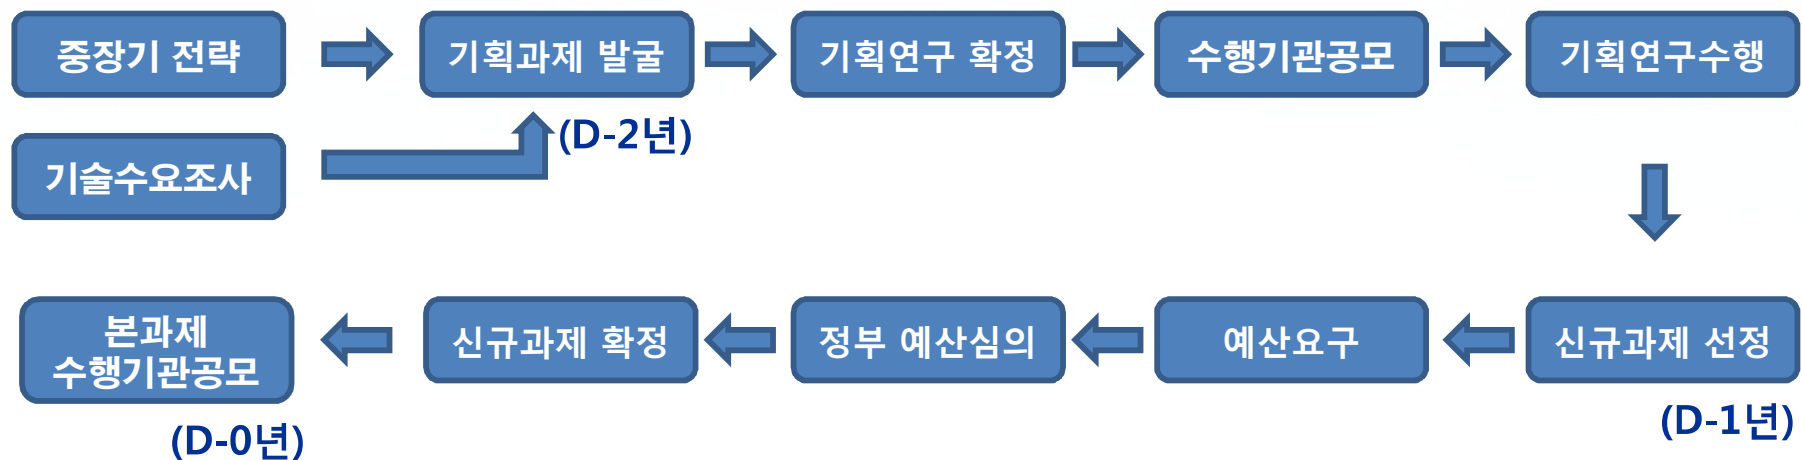 중장기 전략
기획과제 발굴
기획연구 확정
수행기관공모
기획연구수행
(D-2년)
기술수요조사
신규과제 선정
(D-1년)
예산요구
정부 예산심의
신규과제 확정
본과제
수행기관공모
(D-0년)